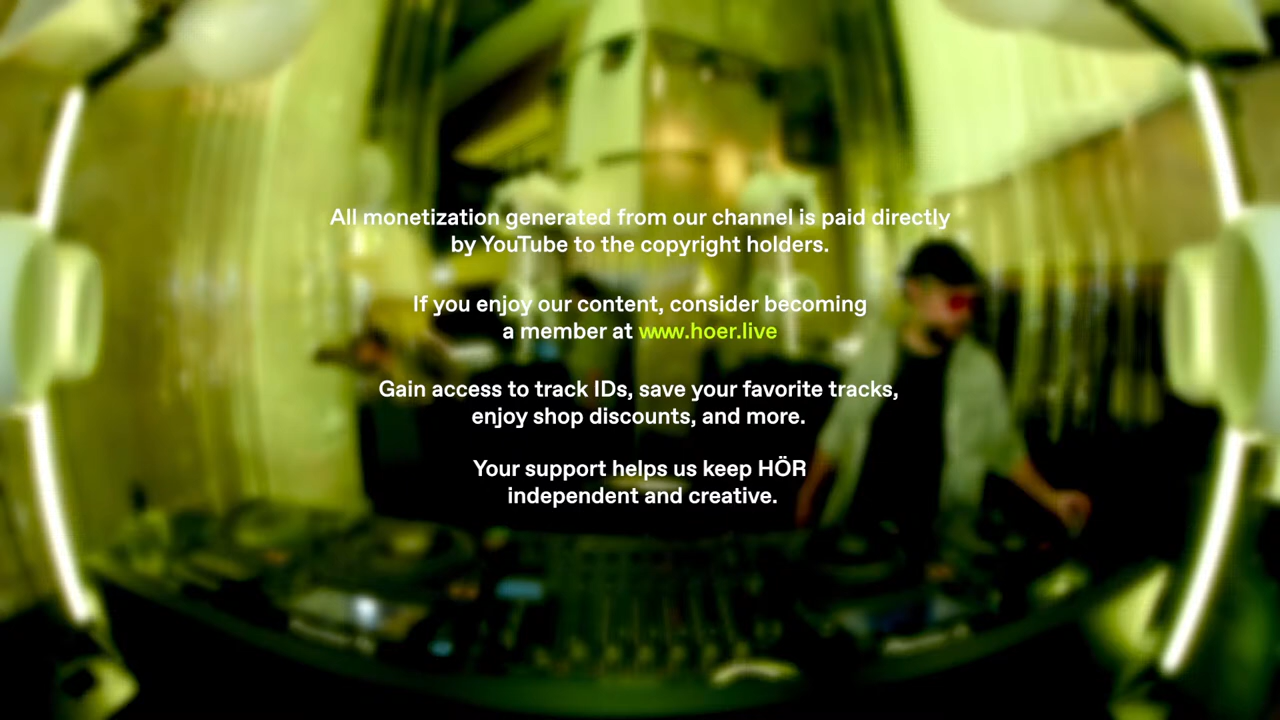 All monetization generated from our channel is paid directly
by YouTube to the copyright holders.
If you enjoy our content, consider becoming
a member at www.hoer.live
Gain access to track IDs, save your favorite tracks,
enjoy shop discounts, and more.
Your support helps us keep HÖR
independent and creative.